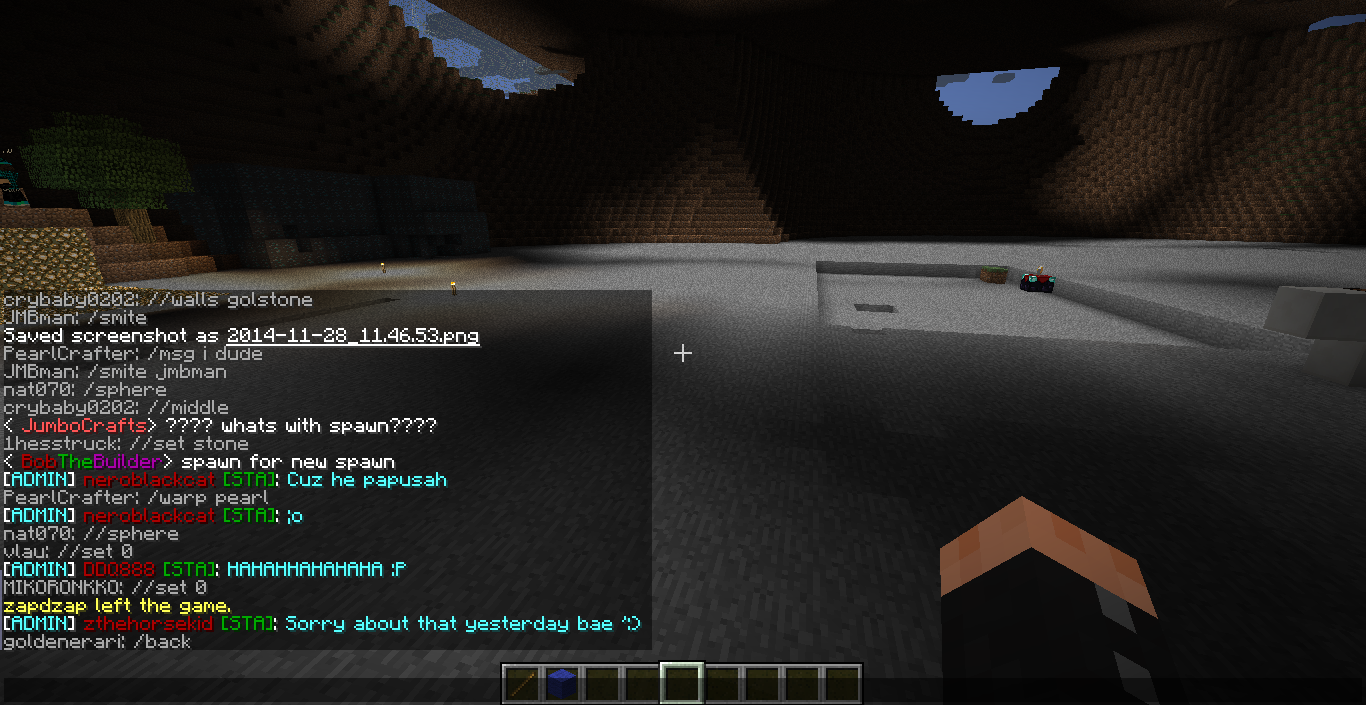 crybaby0202: //walls golstone
JMBman: /smite
Saved screenshot as 2014-11-28_11.46.53.png
PearlCrafter: /msg i dude
JMBman: /smite jmbman
nat070: /sphere
crybaby0202: //middle
< JumboCrafts> ???? whats with spawn????
1hesstruck: //set stone
< BobTheBuilder> spawn for new spawn
[ADMIN] neroblackcat [STA]: Cuz he papusah
PearlCrafter: /warp pearl
[ADMIN] neroblackcat [STA]: ;o
nat070: //sphere
vlau: //set 0
[ADMIN] DDQ888 [STA]: HAHAHHAHAHAHA :P
MIKORONKKO: //set 0
zapdzap left the game.
[ADMIN] zthehorsekid [STA]: Sorry about that yesterday bae ':)
goldenerari: /back